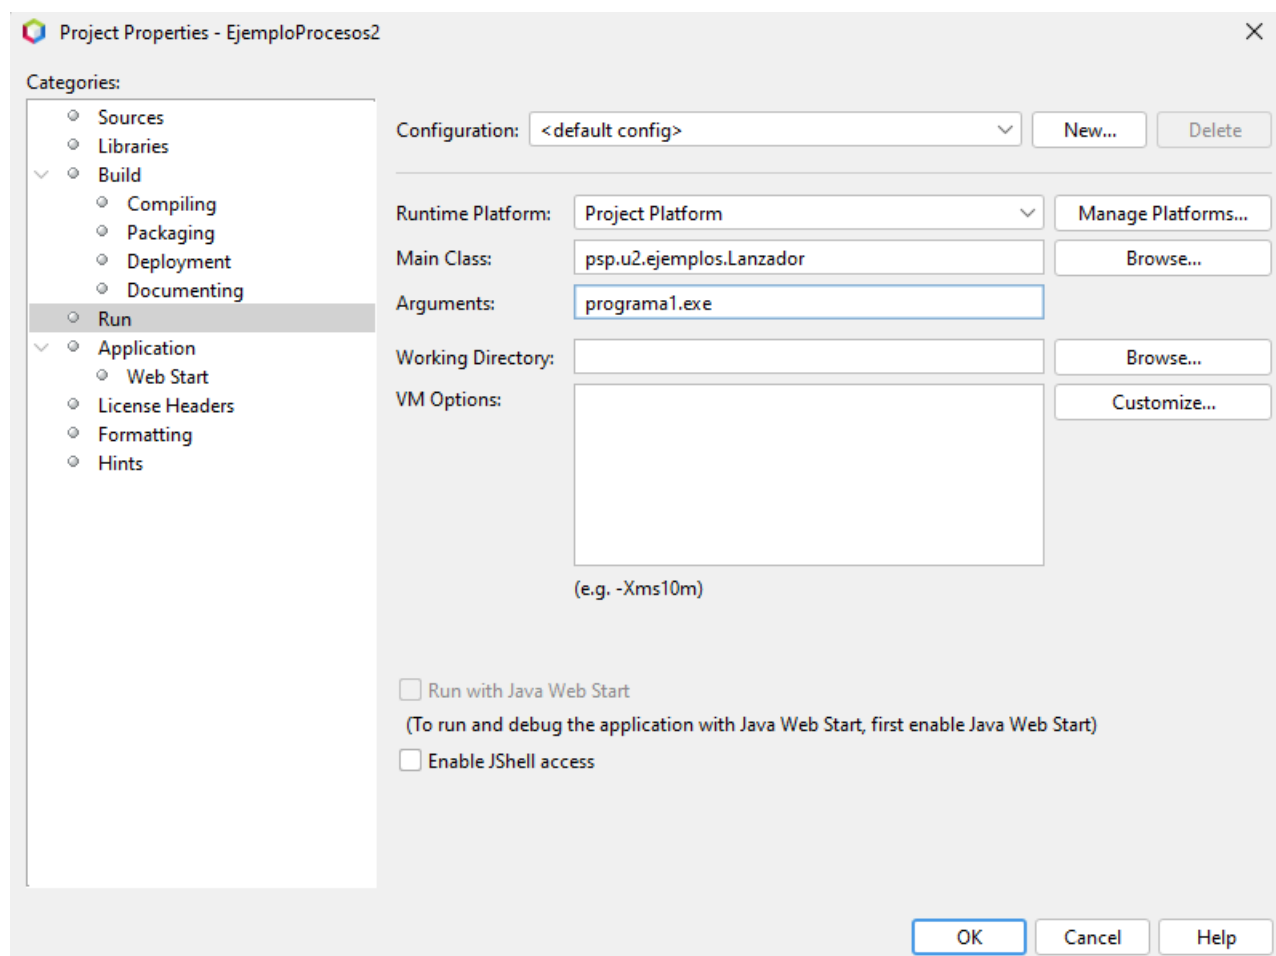 Project Properties - EjemploProcesos2
Categories:
Sources
Libraries
Build
Compiling
Packaging
Deployment
Documenting
Run
Application
Web Start
License Headers
Formatting
Hints
Configuration: <default config> New... Delete
Runtime Platform: Project Platform Manage Platforms...
Main Class: psp.u2.ejemplos.Lanzador Browse...
Arguments: programa1.exe
Working Directory: Browse...
VM Options: Customize...
(e.g. -Xms10m)
Run with Java Web Start
(To run and debug the application with Java Web Start, first enable Java Web Start)
Enable JShell access
OK Cancel Help